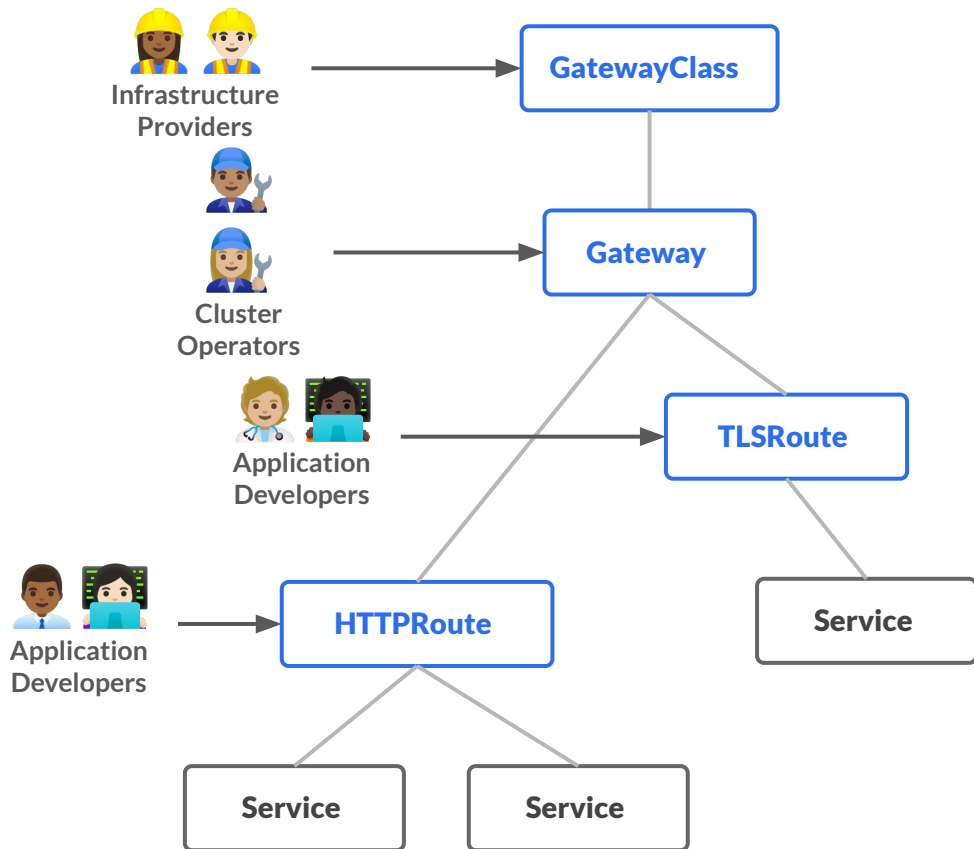 GatewayClass
Infrastructure
Providers
Gateway
Cluster
Operators
TLSRoute
Application
Developers
Service
HTTPRoute
Application
Developers
Service
Service